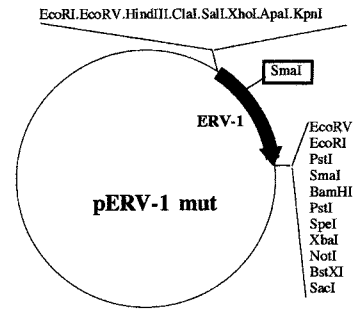 EcoRI.EcoRV.HindIII.ClaI.SalI.XhoI.ApaI.KpnI
SmaI
ERV-1
pERV-1 mut
EcoRV
EcoRI
PstI
SmaI
BamHI
PstI
SpeI
XbaI
NotI
BstXI
SacI